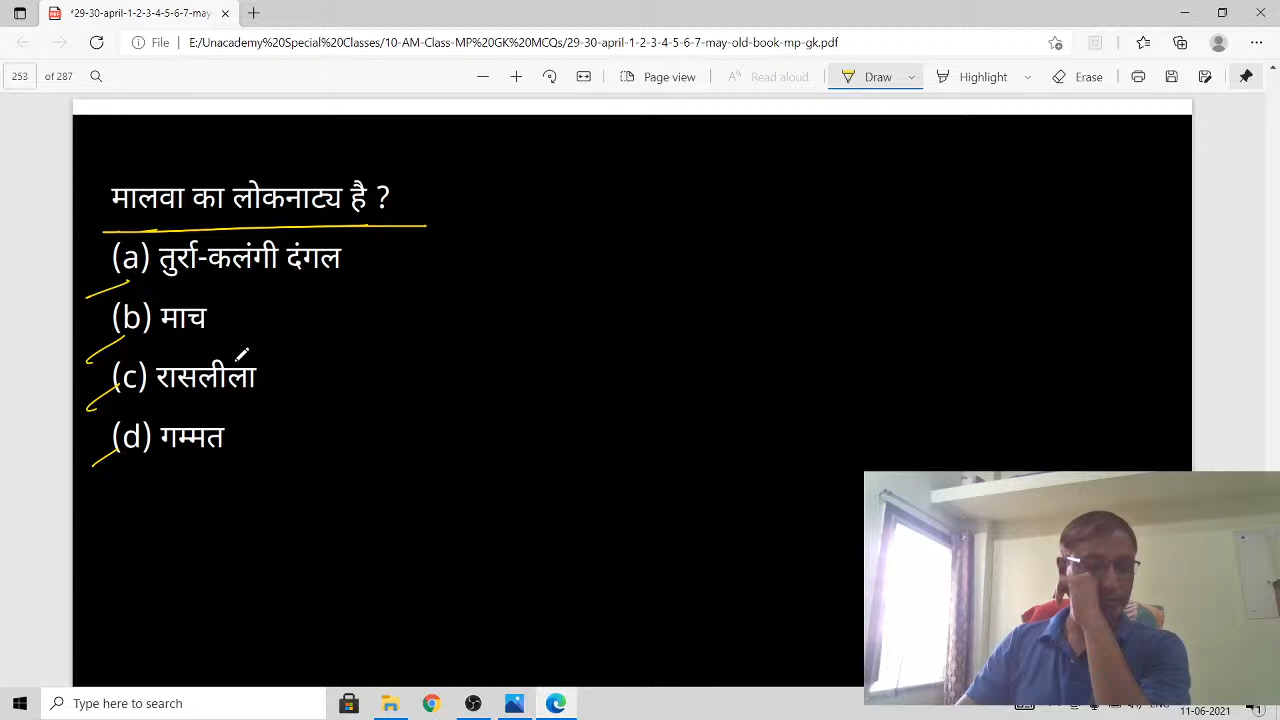 *29-30-april-1-2-3-4-5-6-7-may-
File
E:/Unacademy%20Special%20Classes/10-AM-Class-MP%20GK%20MCQs/29-30-april-1-2-3-4-5-6-7-may-old-book-mp-gk.pdf
253 of 287
Page view
Read aloud
Draw
Highlight
Erase
मालवा का लोकनाट्य है ?
(a) तुर्रा-कलंगी दंगल
(b) माच
(c) रासलीला
(d) गम्मत
Type here to search
11-06-2021